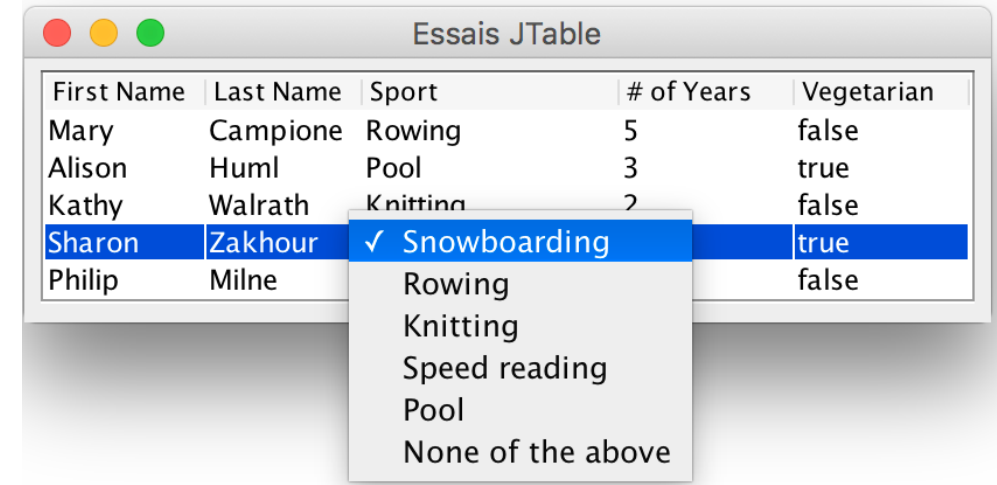 Essais JTable
First Name Last Name Sport # of Years Vegetarian
Mary Campione Rowing 5 false
Alison Huml Pool 3 true
Kathy Walrath Knitting 2 false
Sharon Zakhour ✓ Snowboarding true
Philip Milne Rowing false
Knitting
Speed reading
Pool
None of the above